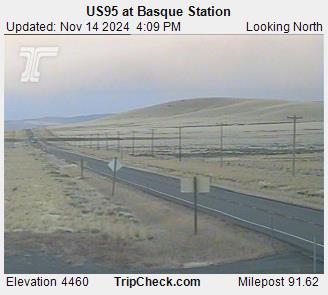 US95 at Basque Station
Updated: Nov 14 2024 4:09 PM Looking North
Elevation 4460 TripCheck.com Milepost 91.62